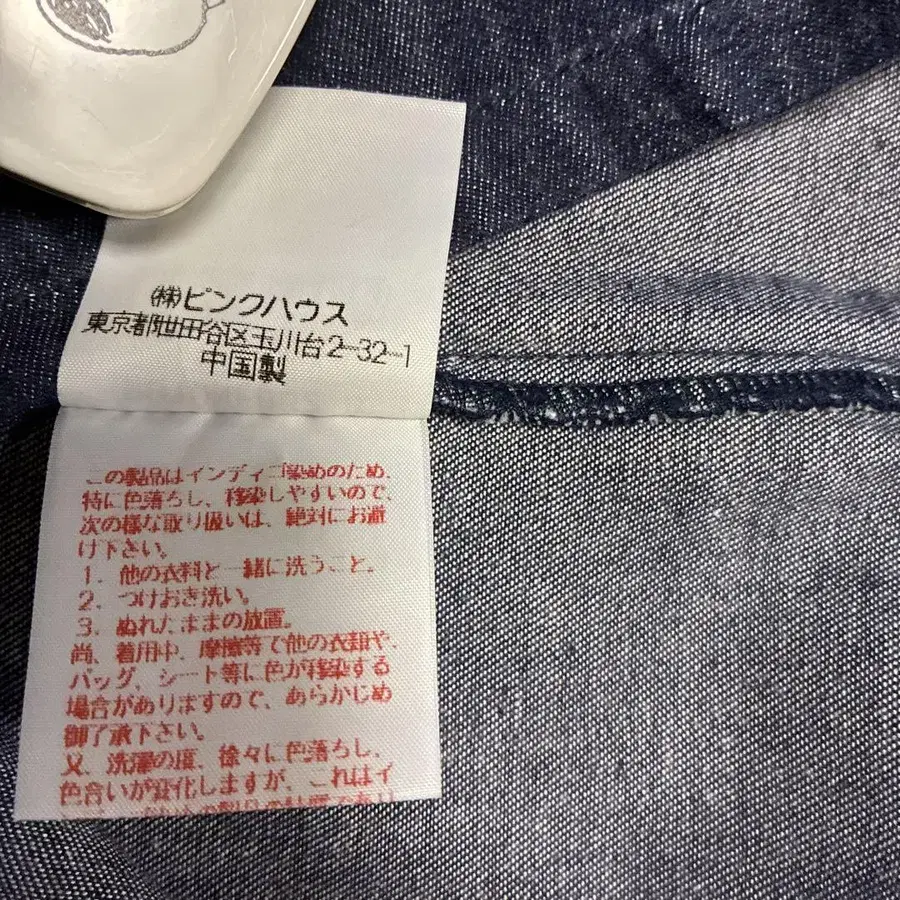 ㈱ピンクハウス
東京都世田谷区玉川台2-32-1
中国製
この製品はインディゴ染めのため、
特に色落ちし、移染しやすいので、
次の様な取り扱いは、絶対にお避
け下さい。
1. 他の衣料と一緒に洗うこと。
2. つけおき洗い。
3. ぬれたままの放置。
尚、着用中、摩擦等で他の衣類や、
バッグ、シート等に色が移染する
場合がありますので、あらかじめ
御了承下さい。
又、洗濯の度、徐々に色落ちし、
色合いが変化しますが、これはイ